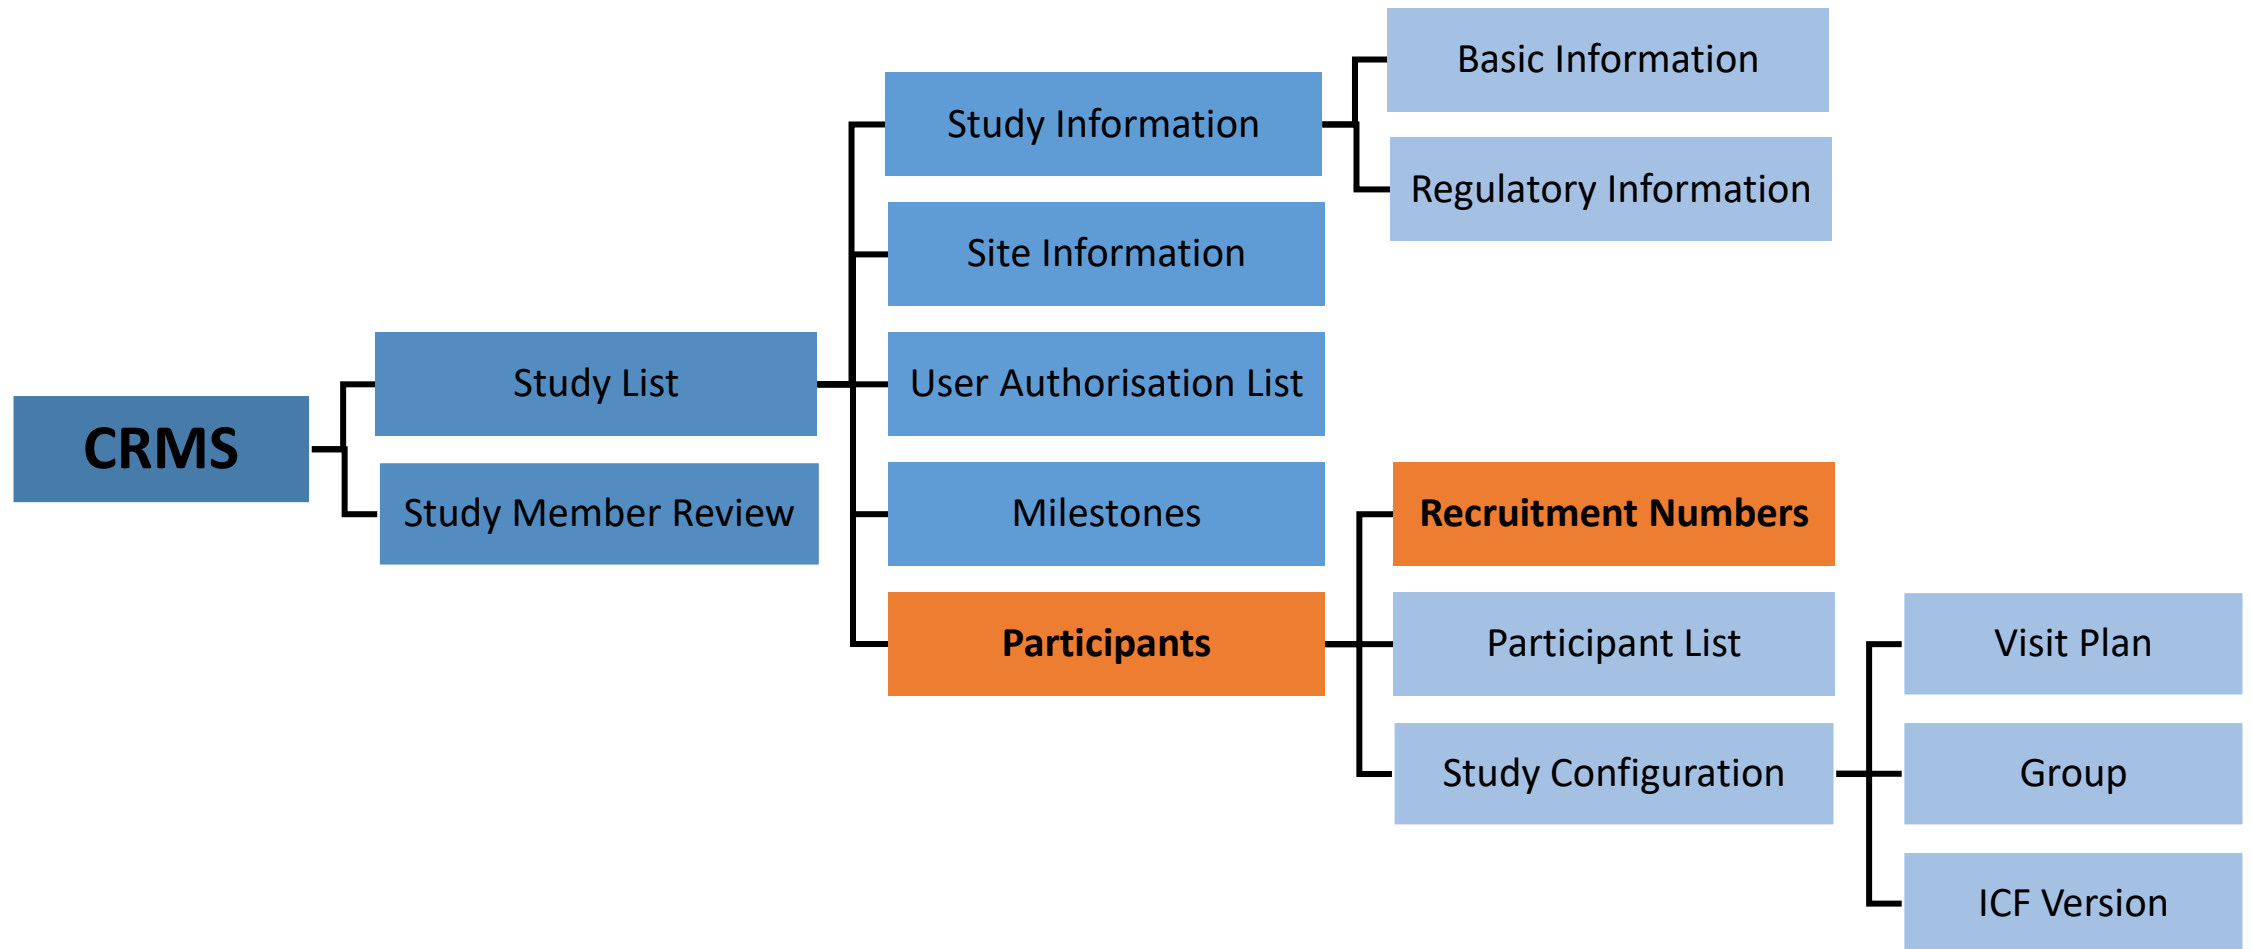 CRMS
Study List
Study Member Review
Study Information
Site Information
User Authorisation List
Milestones
Participants
Basic Information
Regulatory Information
Recruitment Numbers
Participant List
Study Configuration
Visit Plan
Group
ICF Version